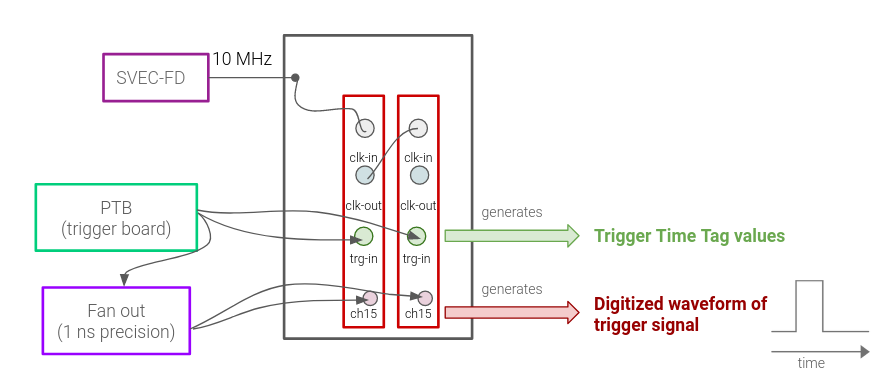 10 MHz
SVEC-FD
clk-in
clk-in
clk-out
clk-out
PTB
(trigger board)
generates
Trigger Time Tag values
trg-in
trg-in
generates
Fan out
(1 ns precision)
Digitized waveform of
trigger signal
ch15
ch15
time